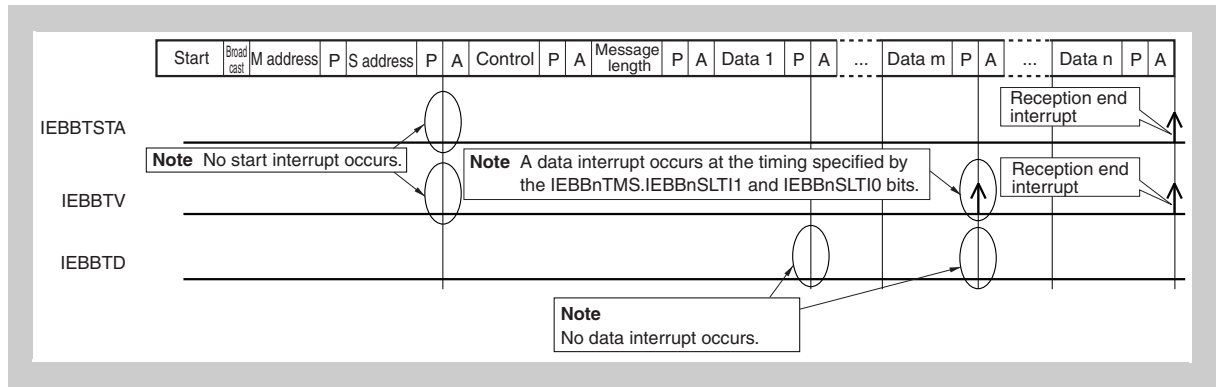 Start Broad cast M address P S address P A Control P A Message length P A Data 1 P A ... Data m P A ... Data n P A
IEBBTSTA
Reception end
interrupt
Note No start interrupt occurs.
Note A data interrupt occurs at the timing specified by
the IEBBnTMS.IEBBnSLTI1 and IEBBnSLTI0 bits.
IEBBTV
Reception end
interrupt
IEBBTD
Note
No data interrupt occurs.